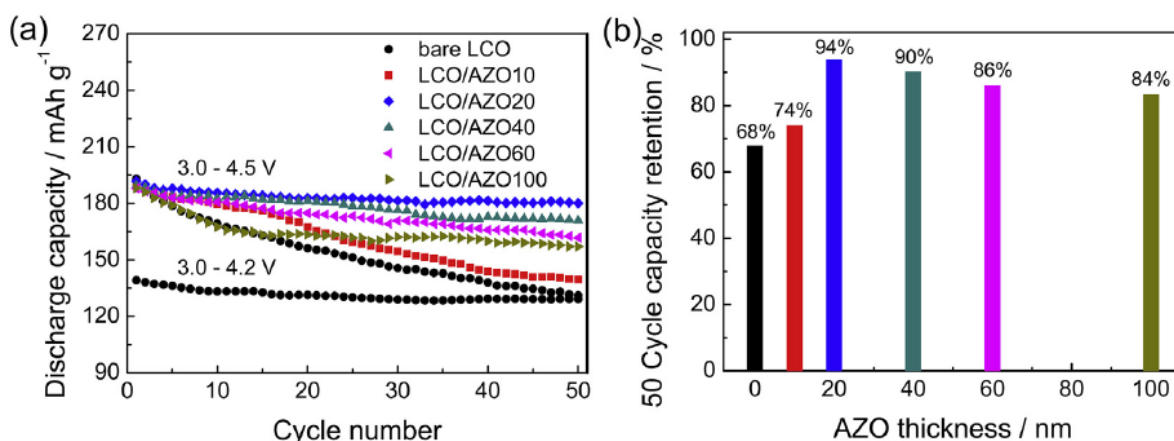 (a)
Discharge capacity / mAh g⁻¹
270
240
210
180
150
120
90
bare LCO
LCO/AZO10
LCO/AZO20
LCO/AZO40
LCO/AZO60
LCO/AZO100
3.0 - 4.5 V
3.0 - 4.2 V
0 10 20 30 40 50
Cycle number
(b)
50 Cycle capacity retention / %
100
80
60
40
20
0
68%
74%
94%
90%
86%
84%
0 20 40 60 80 100
AZO thickness / nm